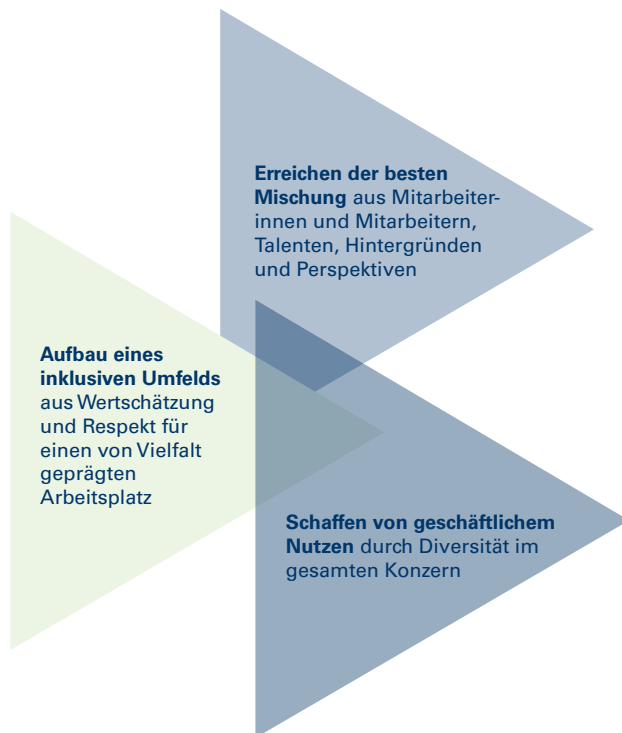 Erreichen der besten
Mischung aus Mitarbeiter-
innen und Mitarbeitern,
Talenten, Hintergründen
und Perspektiven
Aufbau eines
inklusiven Umfelds
aus Wertschätzung
und Respekt für
einen von Vielfalt
geprägten
Arbeitsplatz
Schaffen von geschäftlichem
Nutzen durch Diversität im
gesamten Konzern